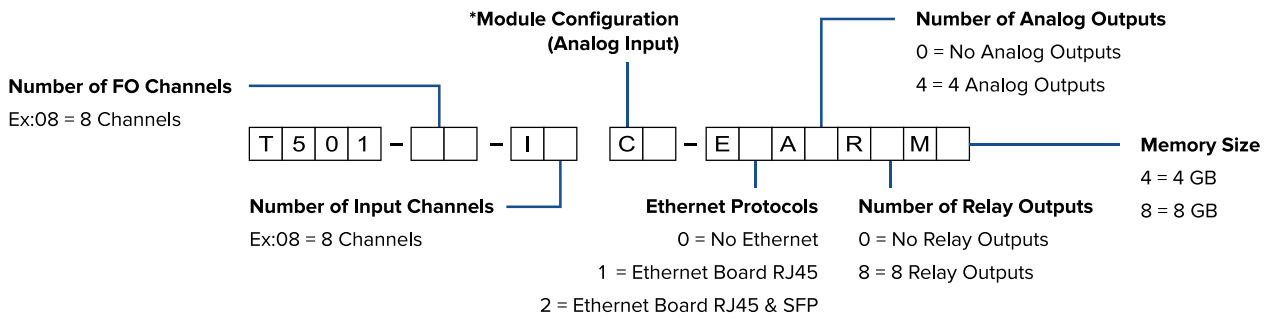 *Module Configuration
(Analog Input)
Number of Analog Outputs
0 = No Analog Outputs
4 = 4 Analog Outputs
Number of FO Channels
Ex:08 = 8 Channels
T 5 0 1 - - I C - E A R M
Memory Size
4 = 4 GB
8 = 8 GB
Number of Input Channels
Ex:08 = 8 Channels
Ethernet Protocols
0 = No Ethernet
1 = Ethernet Board RJ45
2 = Ethernet Board RJ45 & SFP
Number of Relay Outputs
0 = No Relay Outputs
8 = 8 Relay Outputs